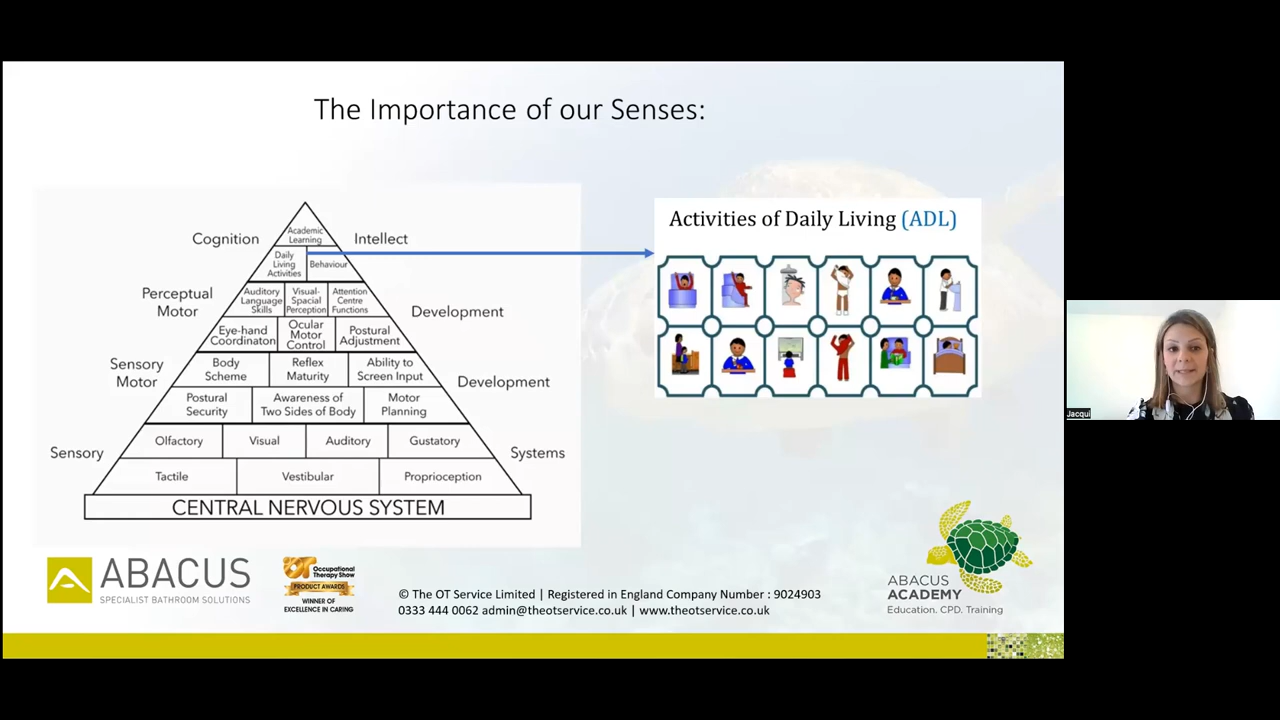 The Importance of our Senses:
Cognition
Academic
Learning
Intellect
Daily
Living
Activities
Behaviour
Perceptual
Motor
Auditory
Language
Skills
Visual-
Spacial
Perception
Attention
Centre
Functions
Development
Eye-hand
Coordinaton
Ocular
Motor
Control
Postural
Adjustment
Sensory
Motor
Body
Scheme
Reflex
Maturity
Ability to
Screen Input
Development
Postural
Security
Awareness of
Two Sides of Body
Motor
Planning
Sensory
Olfactory
Visual
Auditory
Gustatory
Systems
Tactile
Vestibular
Proprioception
CENTRAL NERVOUS SYSTEM
Activities of Daily Living (ADL)
Jacqui
ABACUS
SPECIALIST BATHROOM SOLUTIONS
OT
Occupational
Therapy Show
PRODUCT AWARDS
WINNER OF
EXCELLENCE IN CARING
© The OT Service Limited | Registered in England Company Number : 9024903
0333 444 0062 admin@theotservice.co.uk | www.theotservice.co.uk
ABACUS
ACADEMY
Education. CPD. Training